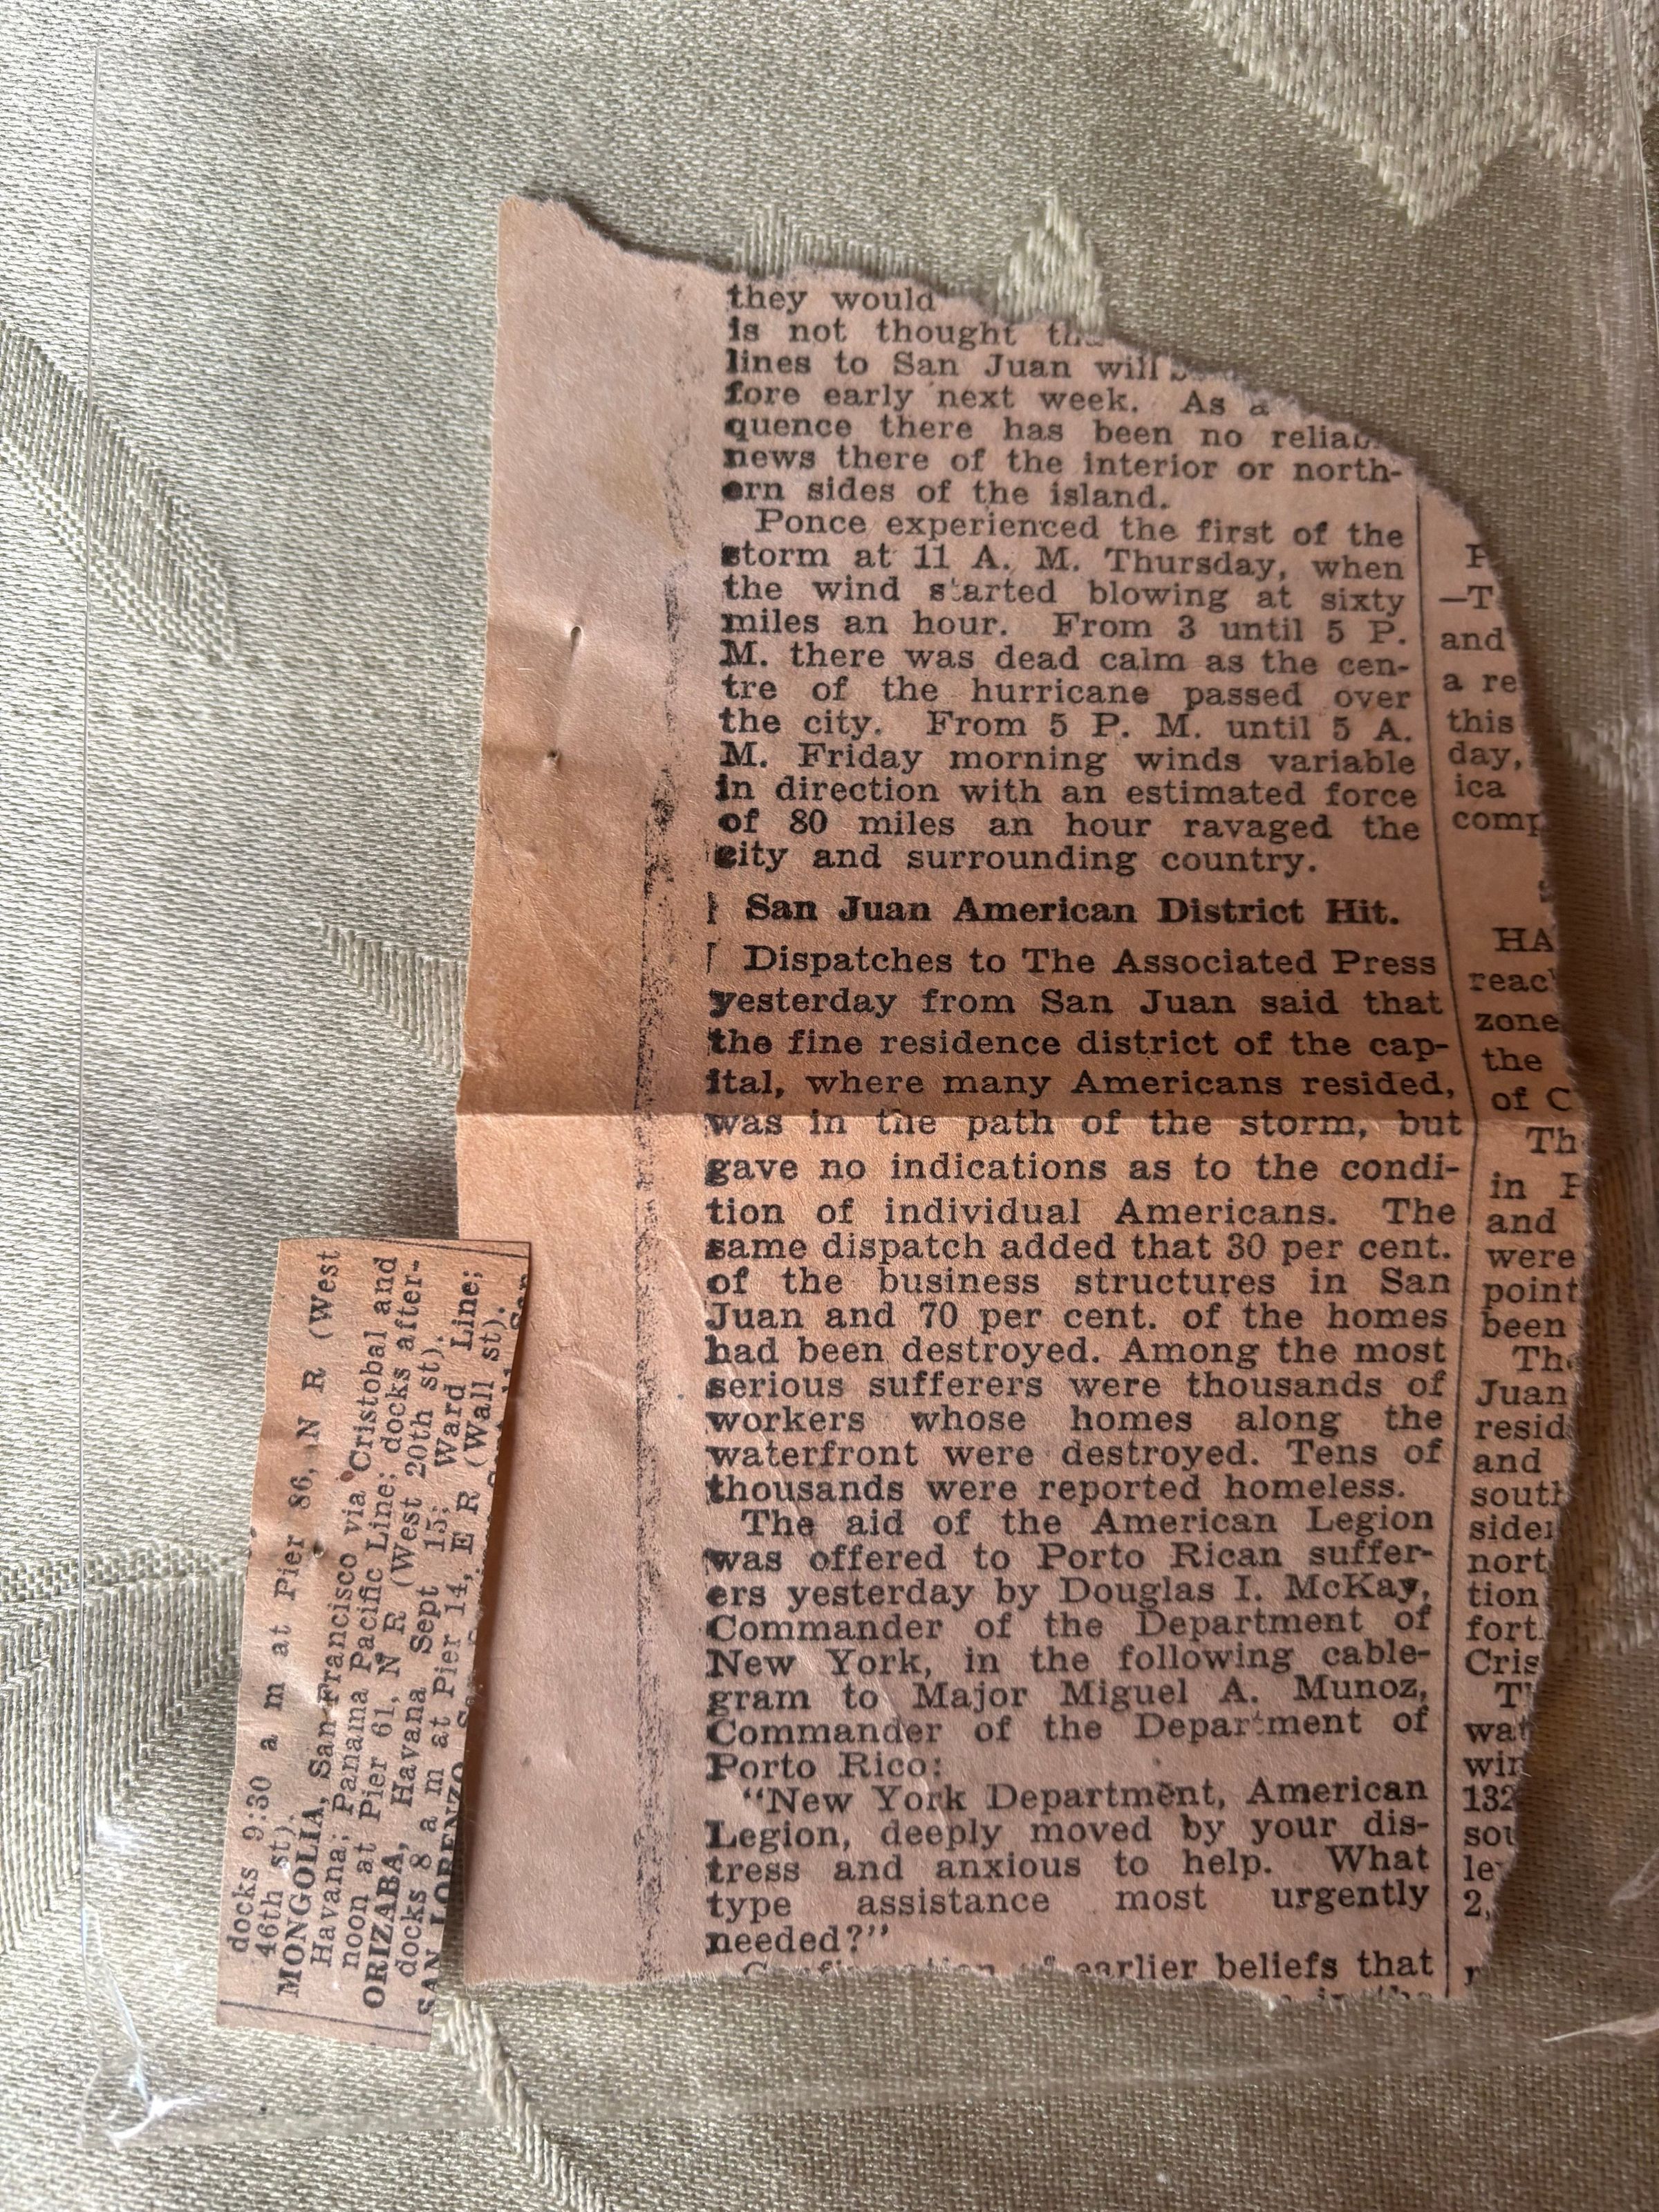 they would
is not thought
lines to San Juan will
fore early next week. As a
quence there has been no
news there of the interior or north-
ern sides of the island.
Ponce experienced the first of the
storm at 11 A. M. Thursday, when
the wind started blowing at sixty
miles an hour. From 3 until 5 P.
M. there was dead calm as the cen-
tre of the hurricane passed over
the city. From 5 P. M. until 5 A.
M. Friday morning winds variable
in direction with an estimated force
of 80 miles an hour ravaged the
city and surrounding country.
San Juan American District Hit.
Dispatches to The Associated Press
yesterday from San Juan said that
the fine residence district of the cap-
ital, where many Americans resided,
was in the path of the storm, but
gave no indications as to the condi-
tion of individual Americans. The
same dispatch added that 30 per cent.
of the business structures in San
Juan and 70 per cent. of the homes
had been destroyed. Among the most
serious sufferers were thousands of
workers whose homes along the
waterfront were destroyed. Tens of
thousands were reported homeless.
The aid of the American Legion
was offered to Porto Rican suffer-
ers yesterday by Douglas I. McKay,
Commander of the Department of
New York, in the following cable-
gram to Major Miguel A. Munoz,
Commander of the Department of
Porto Rico:
"New York Department, American
Legion, deeply moved by your dis-
tress and anxious to help. What
type assistance most urgently
needed?"
earlier beliefs that
—T
and
a re
this
day,
ica
HA
zone
the
of C
Th
in
and
were
point
been
Juan
resid
and
south
nort
tion
fort
Cris
132
2,
docks 9:30 a m at Pier 86, N R (West
46th st).
MONGOLIA, San Francisco via Cristobal and
Havana; Panama Pacific Line; docks after-
noon at Pier 61, N R (West 20th st).
ORIZABA, Havana Sept 15; Ward Line;
docks 8 a m at Pier 14, E R (Wall st).
SAN LORENZO